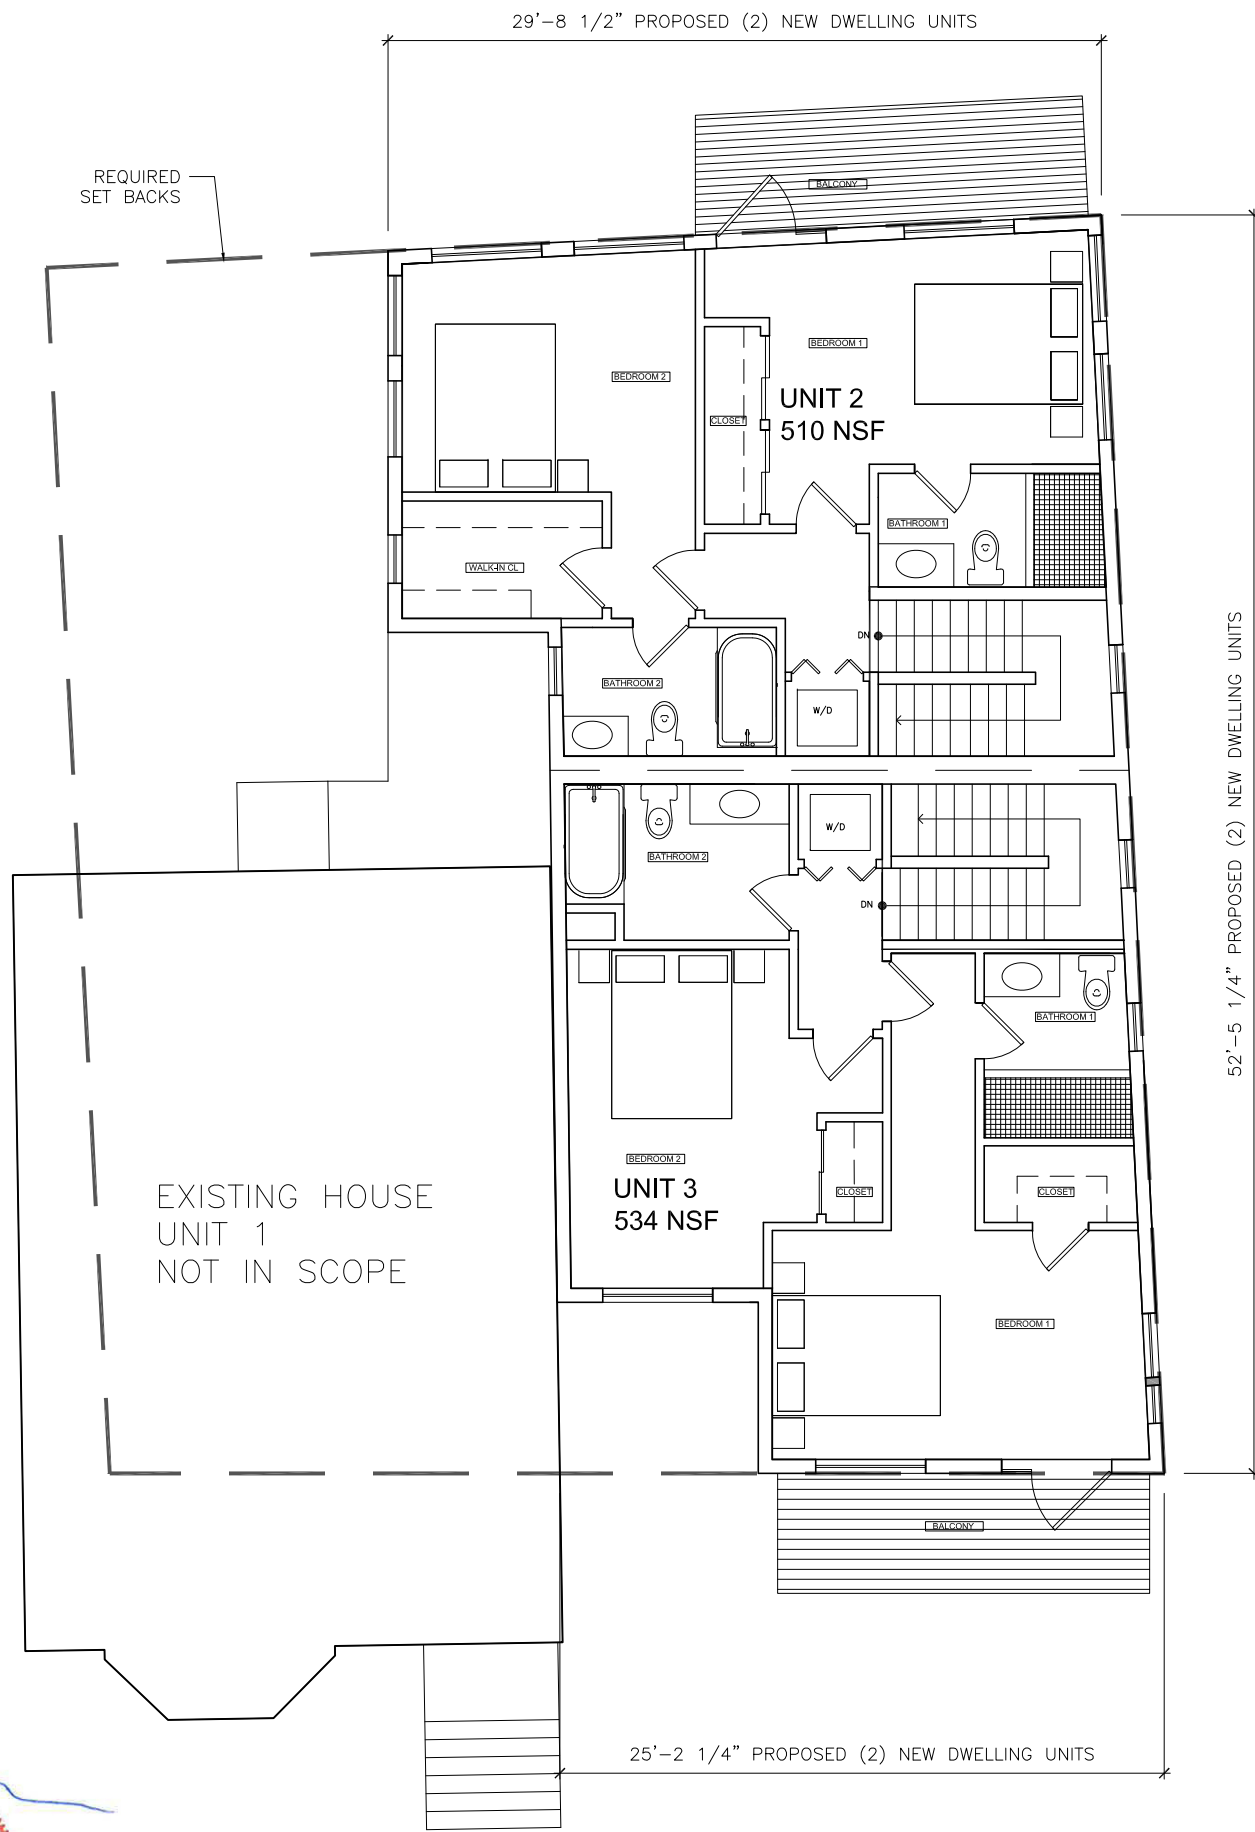 29'-8 1/2" PROPOSED (2) NEW DWELLING UNITS
REQUIRED
SET BACKS
BALCONY
BEDROOM 1
BEDROOM 2
UNIT 2
510 NSF
CLOSET
BATHROOM 1
WALK-IN CL
DN
BATHROOM 2
W/D
52'-5 1/4" PROPOSED (2) NEW DWELLING UNITS
W/D
BATHROOM 2
DN
BATHROOM 1
BEDROOM 2
UNIT 3
534 NSF
CLOSET
CLOSET
EXISTING HOUSE
UNIT 1
NOT IN SCOPE
BEDROOM 1
BALCONY
25'-2 1/4" PROPOSED (2) NEW DWELLING UNITS